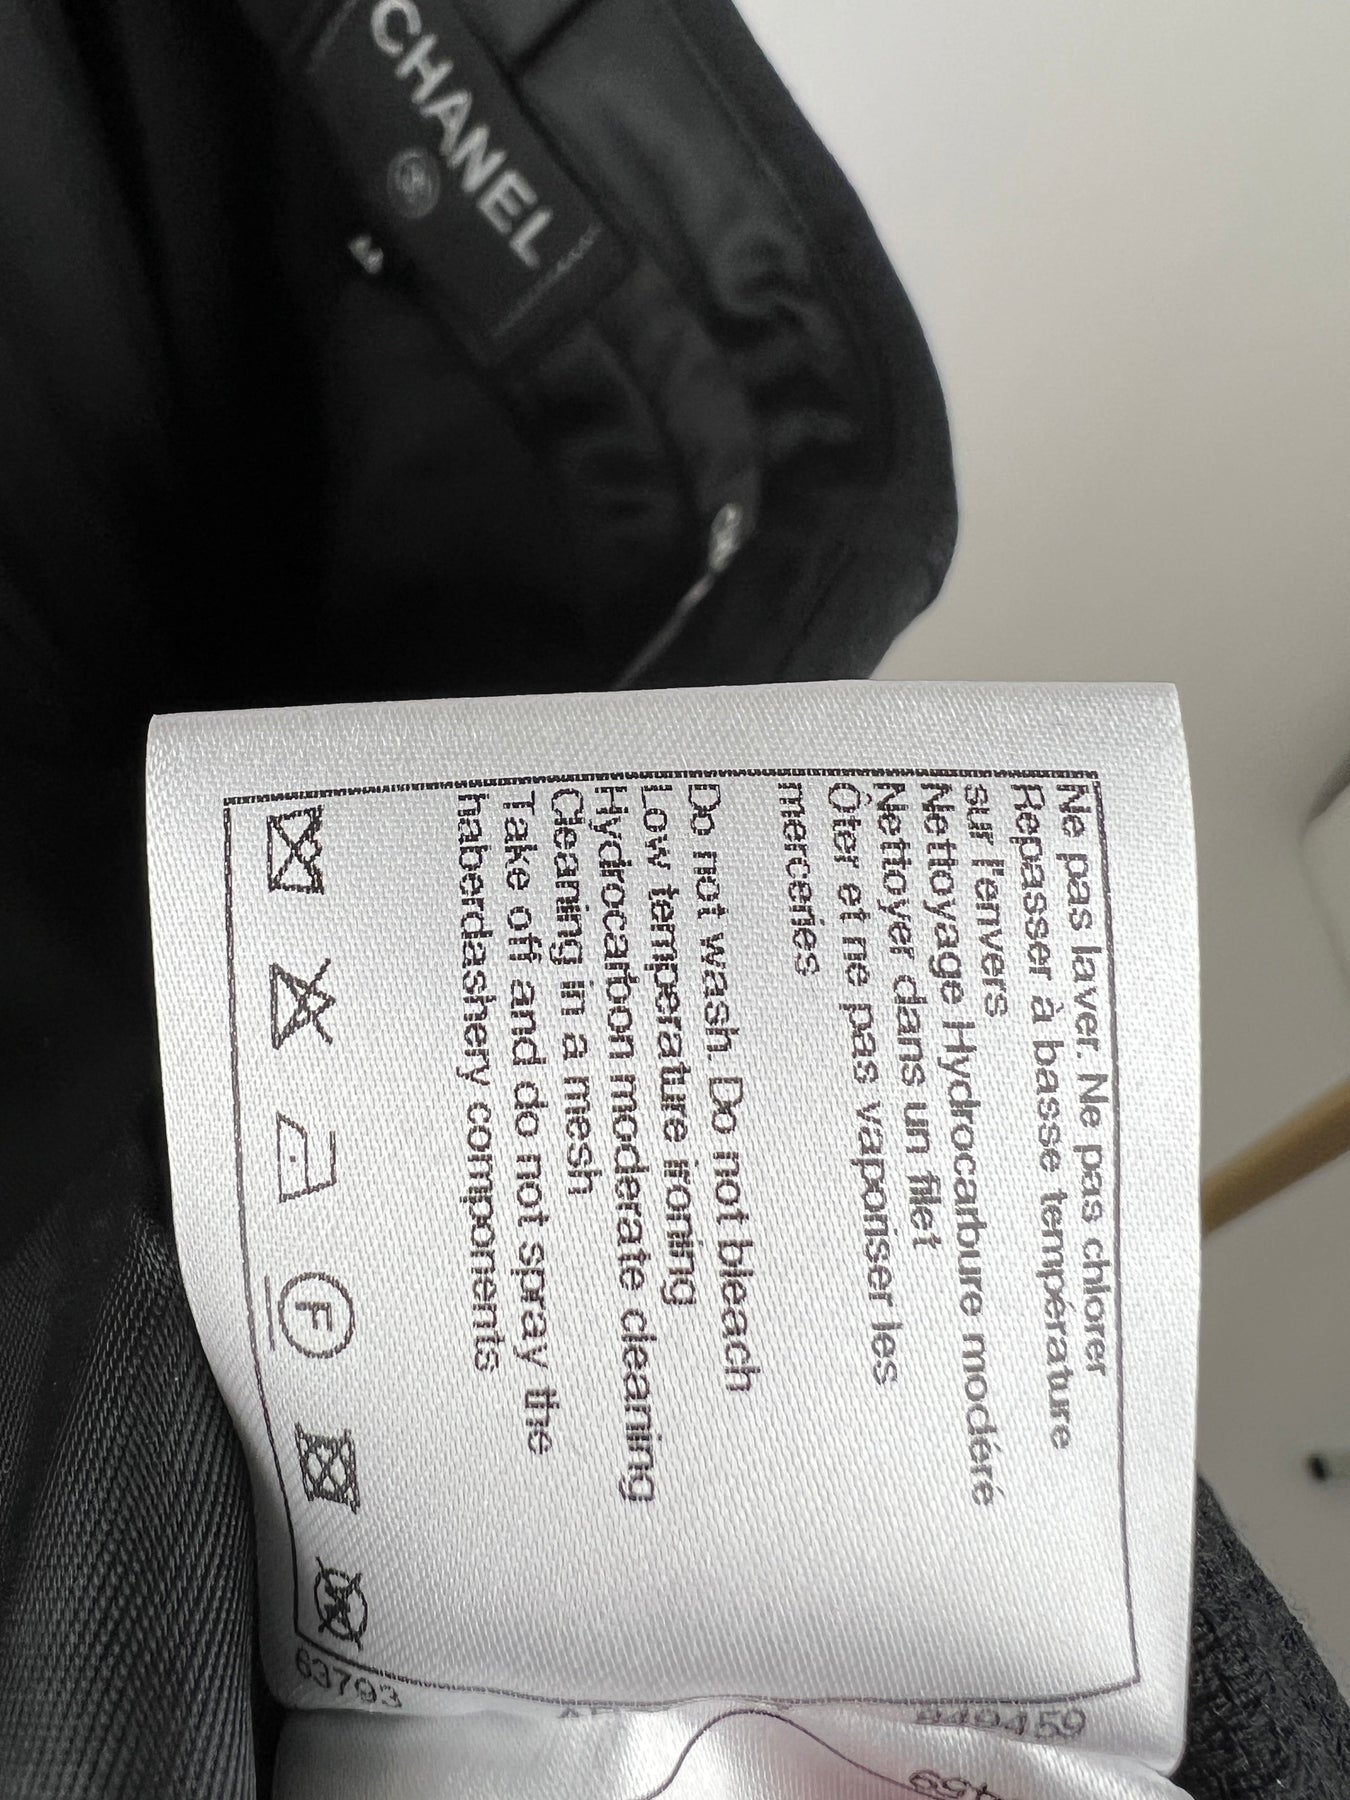 CHANEL
Ne pas laver. Ne pas chlorer
Repasser à basse température
sur l'envers
Nettoyage Hydrocarbure modéré
Nettoyer dans un filet
Ôter et ne pas vaporiser les
merceries
Do not wash. Do not bleach
Low temperature ironing
Hydrocarbon moderate cleaning
Cleaning in a mesh
Take off and do not spray the
haberdashery components
F
W
63793